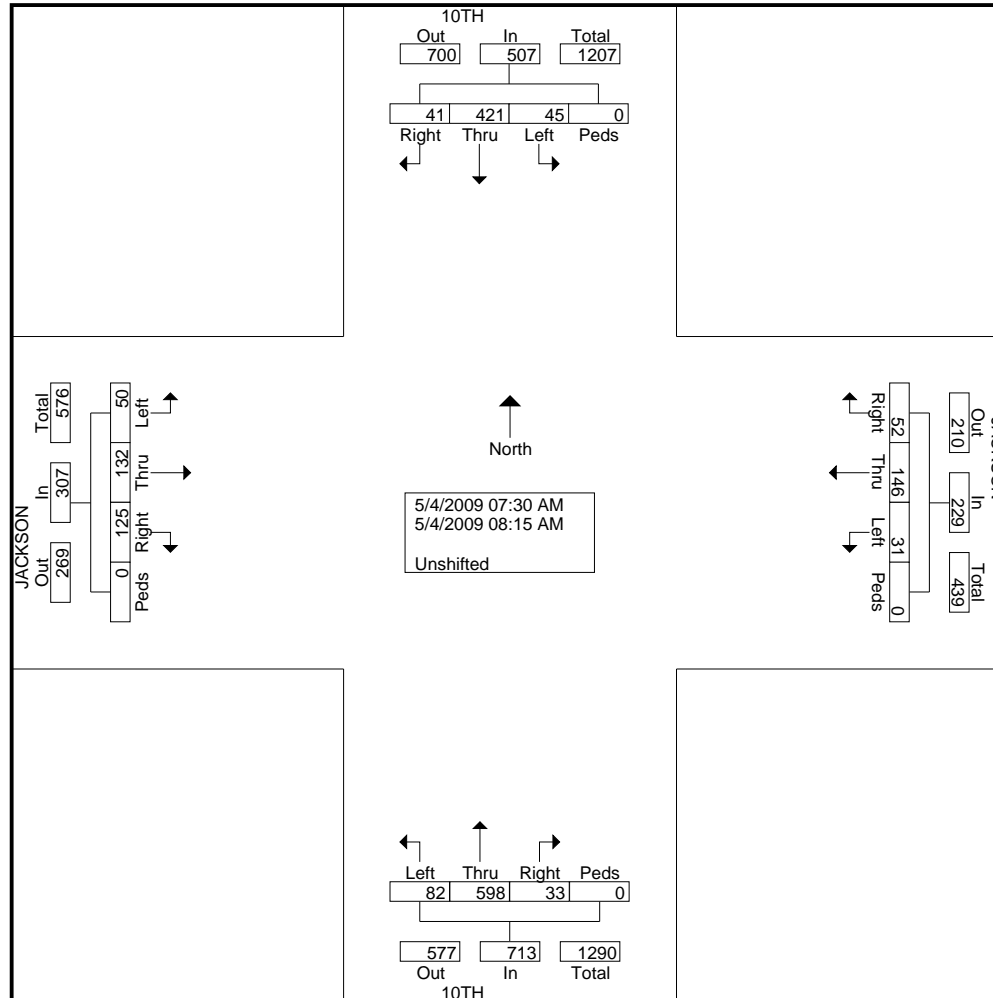 10TH
Out In Total
700 507 1207
41 421 45 0
Right Thru Left Peds
Total 576
In 307
Out 269
JACKSON
50 132 125 0
Left Thru Right Peds
North
5/4/2009 07:30 AM
5/4/2009 08:15 AM
Unshifted
Right Thru Left Peds
52 146 31 0
Out 210
In 229
Total 439
Left Thru Right Peds
82 598 33 0
577 713 1290
Out In Total
10TH